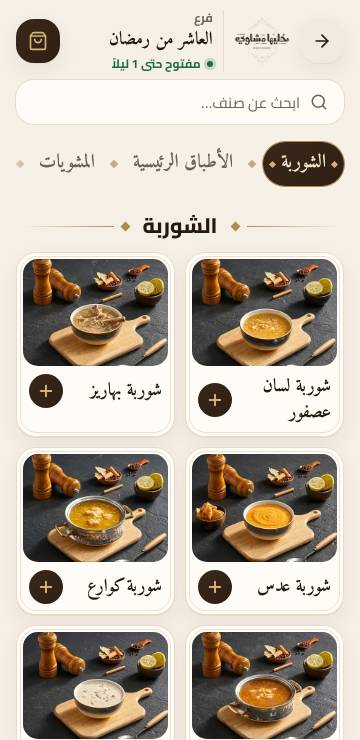 فرع
العاشر من رمضان
مفتوح حتى 1 ليلاً
ابحث عن صنف...
الشوربة
الأطباق الرئيسية
المشويات
الشوربة
شوربة لسان
عصفور
شوربة بهاريز
شوربة عدس
شوربة كوارع